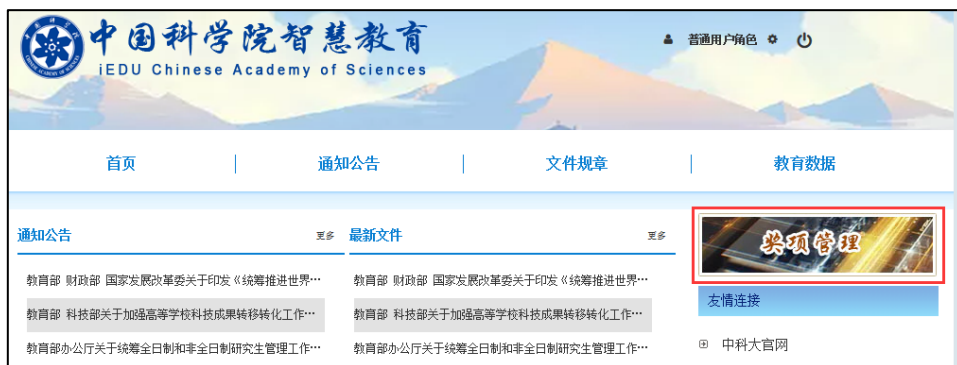 中国科学院智慧教育
iEDU Chinese Academy of Sciences
普通用户角色
首页
通知公告
文件规章
教育数据
通知公告
更多
最新文件
更多
奖项管理
教育部 财政部 国家发展改革委关于印发《统筹推进世界…
教育部 财政部 国家发展改革委关于印发《统筹推进世界…
友情连接
教育部 科技部关于加强高等学校科技成果转移转化工作…
教育部 科技部关于加强高等学校科技成果转移转化工作…
教育部办公厅关于统筹全日制和非全日制研究生管理工作…
教育部办公厅关于统筹全日制和非全日制研究生管理工作…
中科大官网